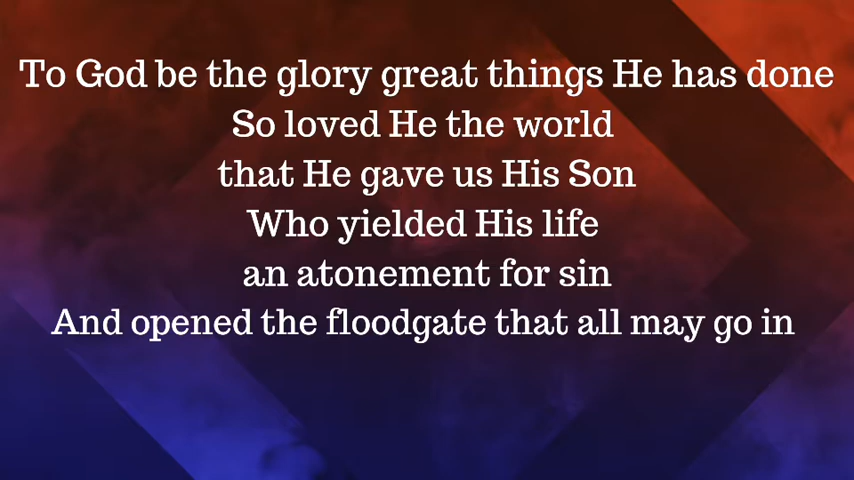 To God be the glory great things He has done
So loved He the world
that He gave us His Son
Who yielded His life
an atonement for sin
And opened the floodgate that all may go in